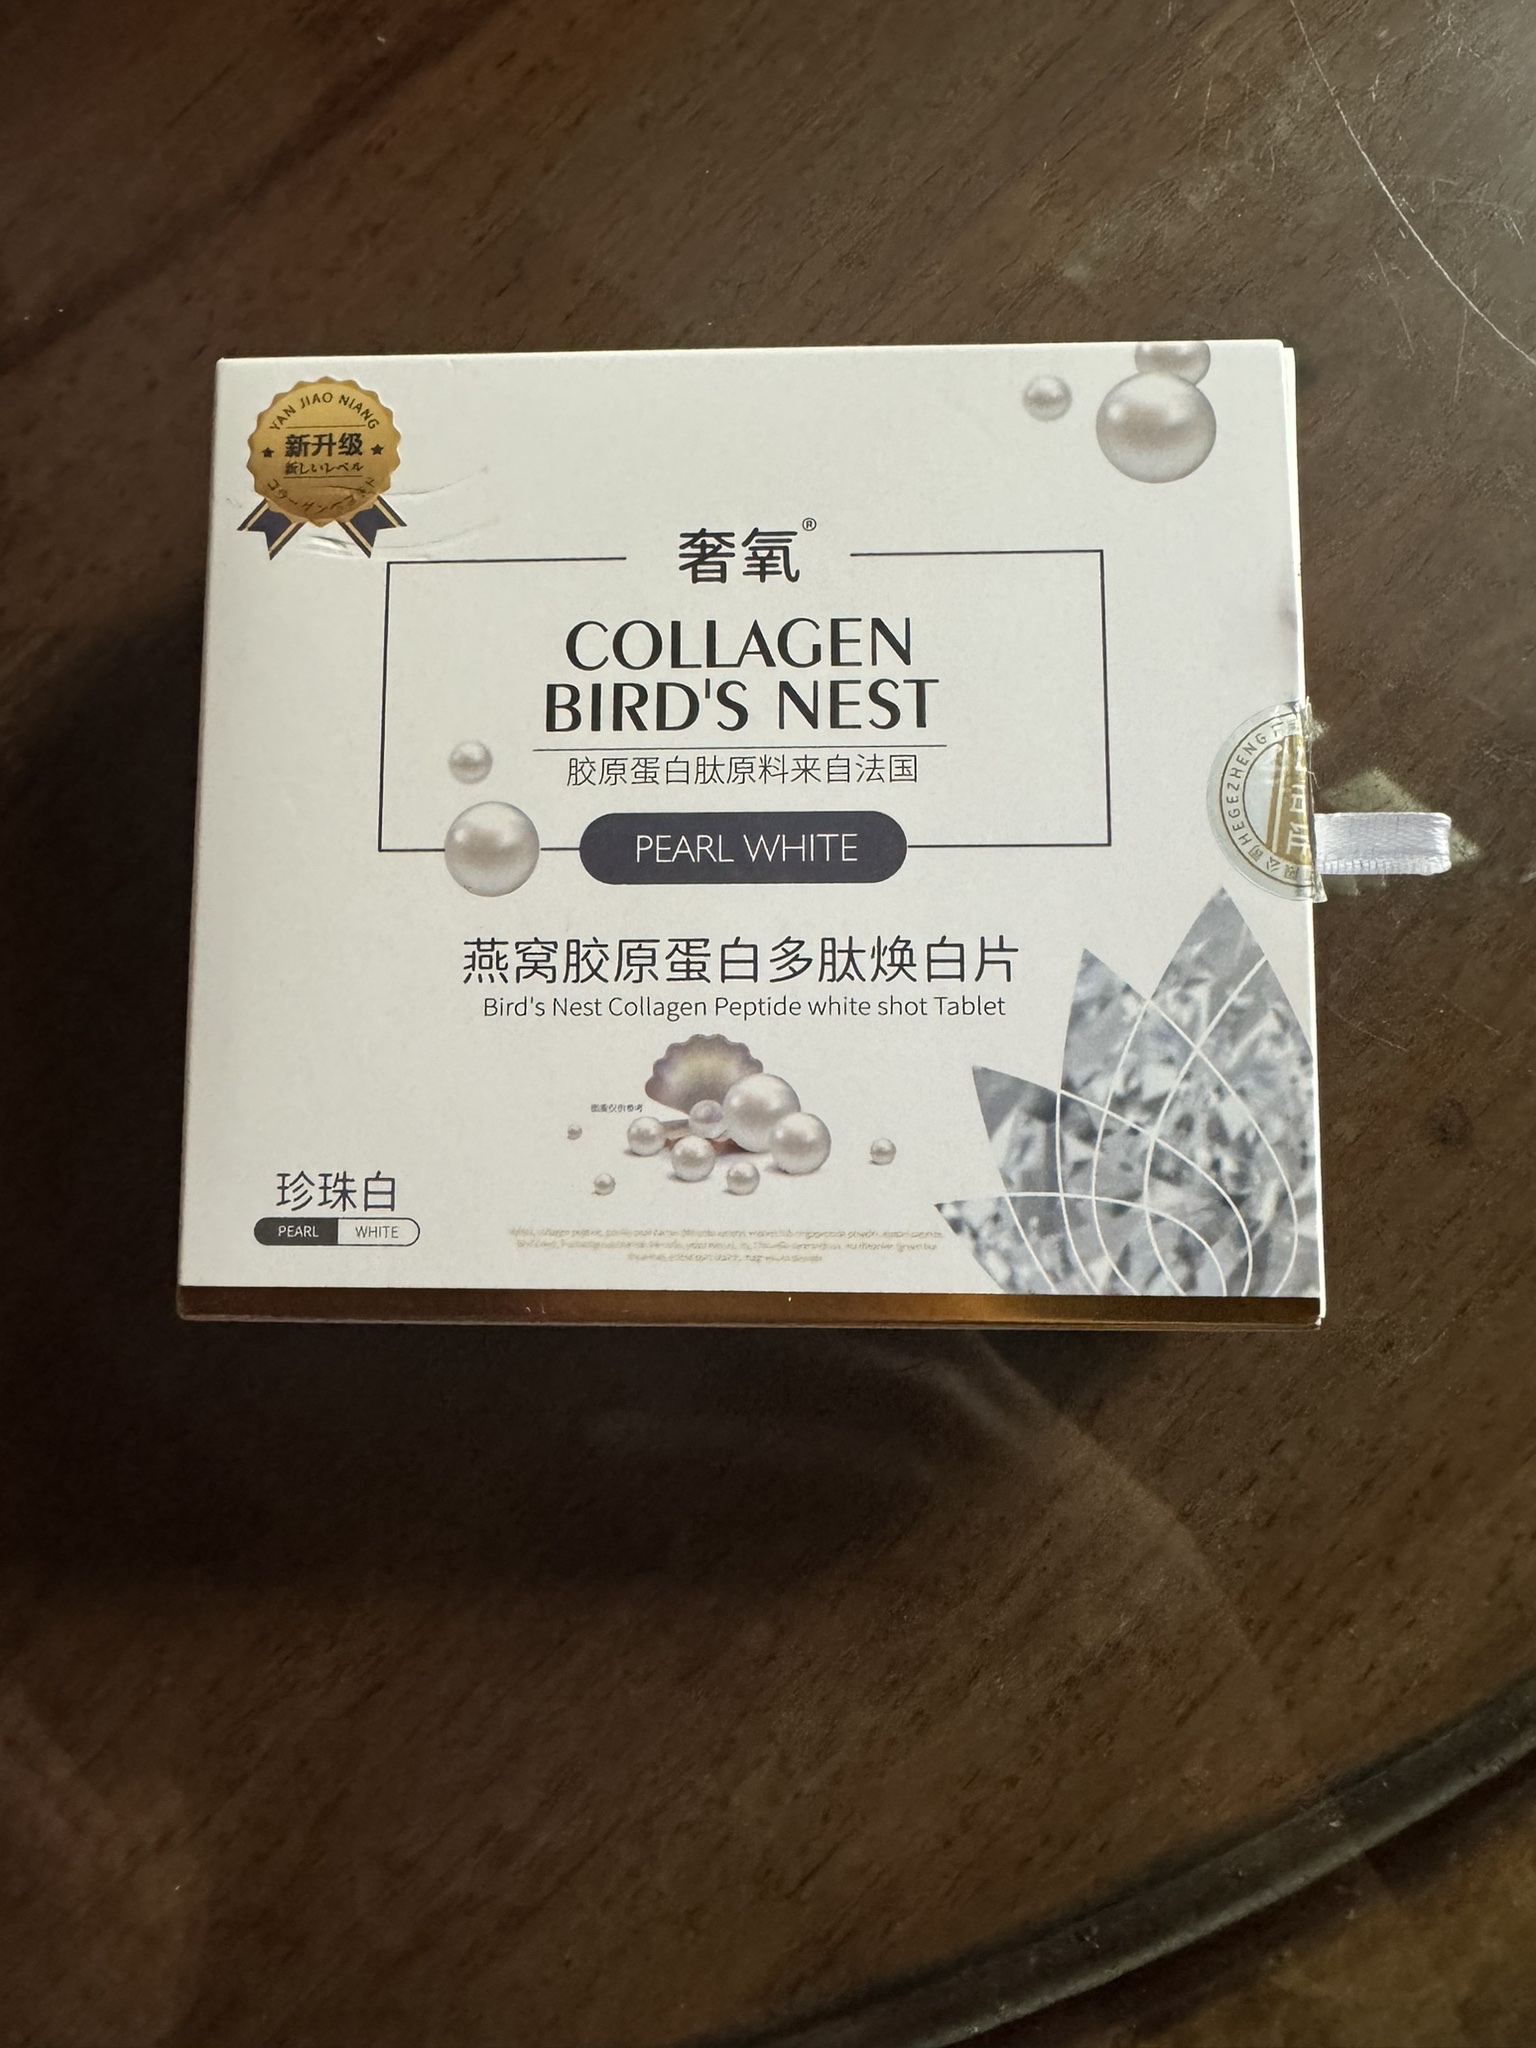 YAN JIAO NIANG
新升级
新しいレベル
奢氧®
COLLAGEN
BIRD'S NEST
胶原蛋白肽原料来自法国
PEARL WHITE
HEGEZHENG
燕窝胶原蛋白多肽焕白片
Bird's Nest Collagen Peptide white shot Tablet
珍珠白
PEARL WHITE